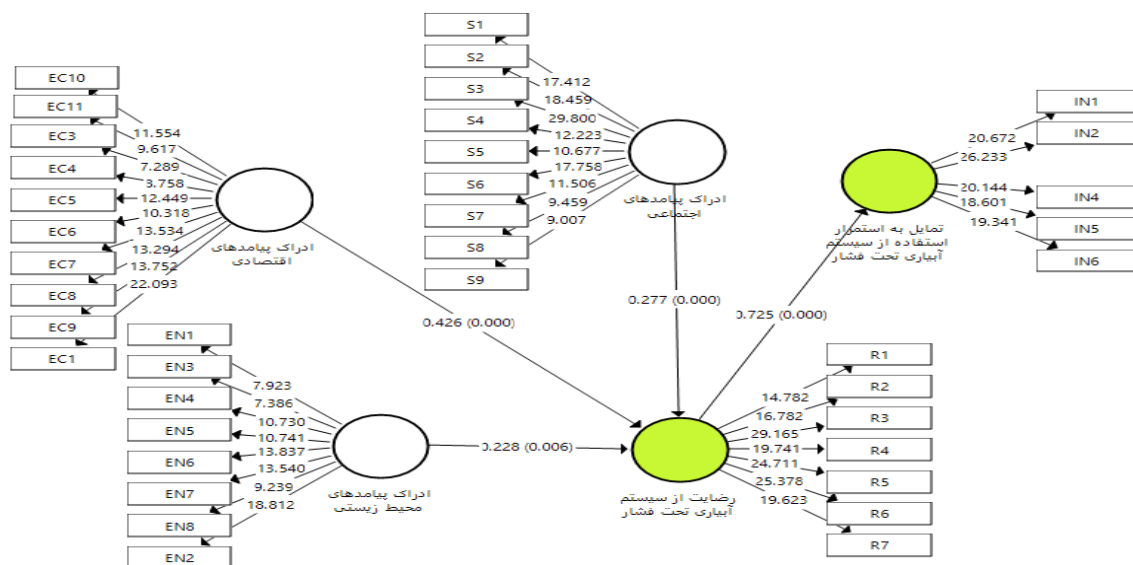 EC10
EC11
EC3
EC4
EC5
EC6
EC7
EC8
EC9
EC1
11.554
9.617
7.289
3.758
12.449
10.318
13.534
13.294
13.752
22.093
ادراک پیامدهای
اقتصادی
S1
S2
S3
S4
S5
S6
S7
S8
S9
17.412
18.459
29.800
12.223
10.677
17.758
11.506
9.459
9.007
ادراک پیامدهای
اجتماعی
IN1
IN2
IN4
IN5
IN6
20.672
26.233
20.144
18.601
19.341
تمایل به استمرار
استفاده از سیستم
آبیاری تحت فشار
0.426 (0.000)
0.277 (0.000)
0.725 (0.000)
0.228 (0.006)
EN1
EN3
EN4
EN5
EN6
EN7
EN8
EN2
7.923
7.386
10.730
10.741
13.837
13.540
9.239
18.812
ادراک پیامدهای
محیط زیستی
R1
R2
R3
R4
R5
R6
R7
14.782
16.782
29.165
19.741
24.711
25.378
19.623
رضایت از سیستم
آبیاری تحت فشار